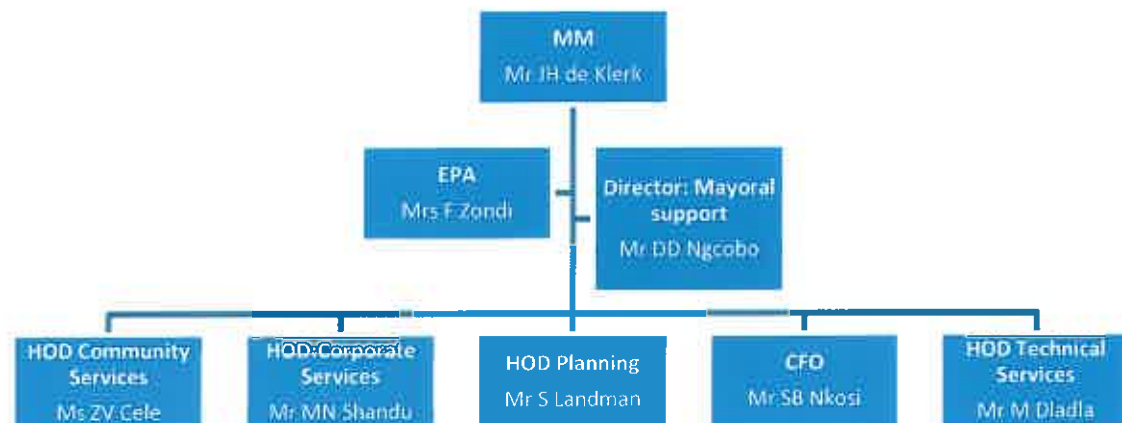 MM
Mr JH de Klerk
EPA
Mrs F Zondi
Director: Mayoral
support
Mr DD Ngcobo
HOD Community
Services
Ms ZV Cele
HOD:Corporate
Services
Mr MN Shandu
HOD Planning
Mr S Landman
CFO
Mr SB Nkosi
HOD Technical
Services
Mr M Dladla